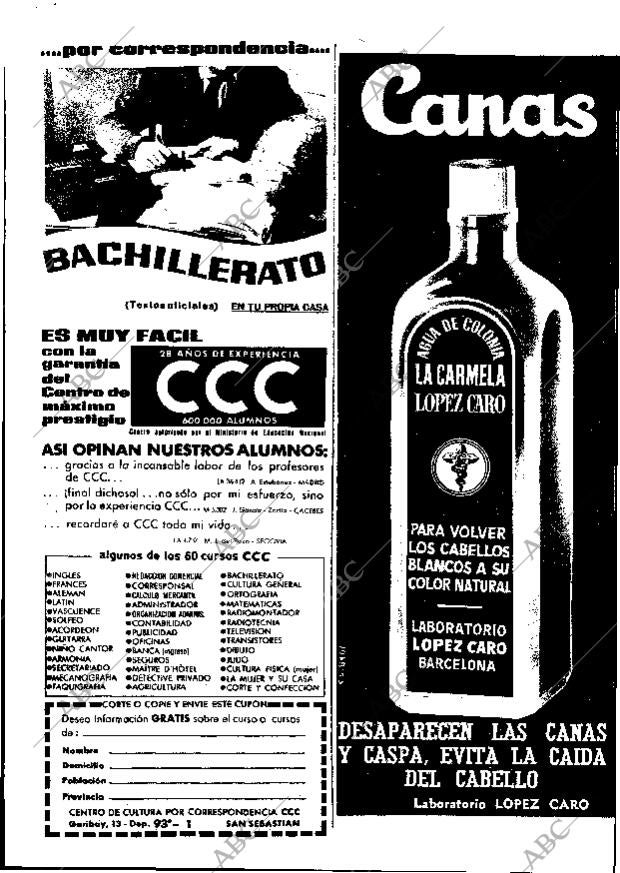 ....por correspondencia....
BACHILLERATO
(Textos oficiales) EN TU PROPIA CASA
ES MUY FACIL
con la
garantía
del
Centro de
máximo
prestigio
28 AÑOS DE EXPERIENCIA
CCC
600 000 ALUMNOS
Centro autorizado por el Ministerio de Educación Nacional
ASI OPINAN NUESTROS ALUMNOS:
... gracias a la incansable labor de los profesores
de CCC...
MADRID
... ¡final dichoso! ...no sólo por mi esfuerzo, sino
por la experiencia CCC... - CACERES
... recordaré a CCC toda mi vida...
- SEGOVIA
algunos de los 60 cursos CCC
•INGLES
•FRANCES
•ALEMAN
•LATIN
•VASCUENCE
•SOLFEO
•ACORDEON
•GUITARRA
•NIÑO CANTOR
•ARMONIA
•SECRETARIADO
•MECANOGRAFIA
•TAQUIGRAFIA
•REDACCION COMERCIAL
•CORRESPONSAL
•CALCULO MERCANTIL
•ADMINISTRADOR
•ORGANIZACION ADMVA.
•CONTABILIDAD
•PUBLICIDAD
•OFICINAS
•BANCA (ingreso)
•SEGUROS
•MAITRE D'HÔTEL
•DETECTIVE PRIVADO
•AGRICULTURA
•BACHILLERATO
•CULTURA GENERAL
•ORTOGRAFIA
•MATEMATICAS
•RADIOMONTADOR
•RADIOTECNIA
•TELEVISION
•TRANSISTORES
•DIBUJO
•JUDO
•CULTURA FISICA (mujer)
•LA MUJER Y SU CASA
•CORTE Y CONFECCION
CORTE O COPIE Y ENVIE ESTE CUPON
Deseo Información GRATIS sobre el curso o cursos
de:
Nombre
Domicilio
Población
Provincia
CENTRO DE CULTURA POR CORRESPONDENCIA CCC
Garibay, 13 - Dep. 93ª - 1 SAN SEBASTIAN
Canas
AGUA DE COLONIA
LA CARMELA
LOPEZ CARO
PARA VOLVER
LOS CABELLOS
BLANCOS A SU
COLOR NATURAL
LABORATORIO
LOPEZ CARO
BARCELONA
DESAPARECEN LAS CANAS
Y CASPA, EVITA LA CAIDA
DEL CABELLO
Laboratorio LOPEZ CARO